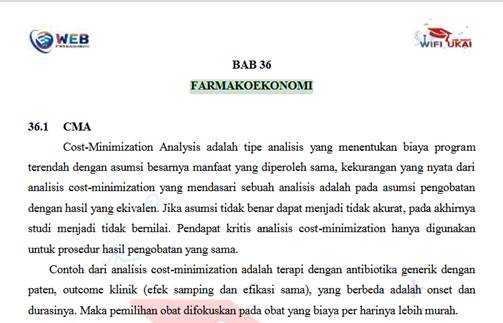 WEB
WIFI UKAI
BAB 36
FARMAKOEKONOMI
36.1 CMA
Cost-Minimization Analysis adalah tipe analisis yang menentukan biaya program
terendah dengan asumsi besarnya manfaat yang diperoleh sama, kekurangan yang nyata dari
analisis cost-minimization yang mendasari sebuah analisis adalah pada asumsi pengobatan
dengan hasil yang ekivalen. Jika asumsi tidak benar dapat menjadi tidak akurat, pada akhirnya
studi menjadi tidak bernilai. Pendapat kritis analisis cost-minimization hanya digunakan
untuk prosedur hasil pengobatan yang sama.
Contoh dari analisis cost-minimization adalah terapi dengan antibiotika generik dengan
paten, outcome klinik (efek samping dan efikasi sama), yang berbeda adalah onset dan
durasinya. Maka pemilihan obat difokuskan pada obat yang biaya per harinya lebih murah.